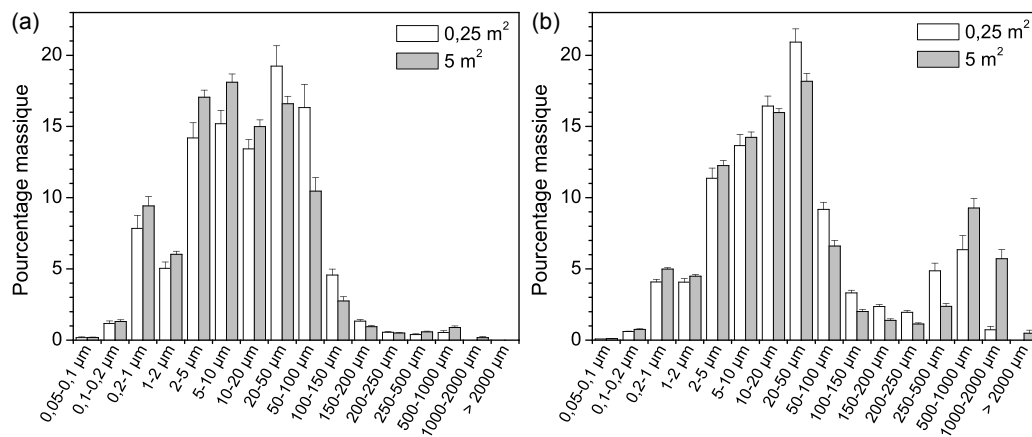 (a)
0,25 m²
5 m²
Pourcentage massique
20
15
10
5
0
0,05-0,1 µm
0,1-0,2 µm
0,2-1 µm
1-2 µm
2-5 µm
5-10 µm
10-20 µm
20-50 µm
50-100 µm
100-150 µm
150-200 µm
200-250 µm
250-500 µm
500-1000 µm
1000-2000 µm
> 2000 µm
(b)
0,25 m²
5 m²
Pourcentage massique
20
15
10
5
0
0,05-0,1 µm
0,1-0,2 µm
0,2-1 µm
1-2 µm
2-5 µm
5-10 µm
10-20 µm
20-50 µm
50-100 µm
100-150 µm
150-200 µm
200-250 µm
250-500 µm
500-1000 µm
1000-2000 µm
> 2000 µm